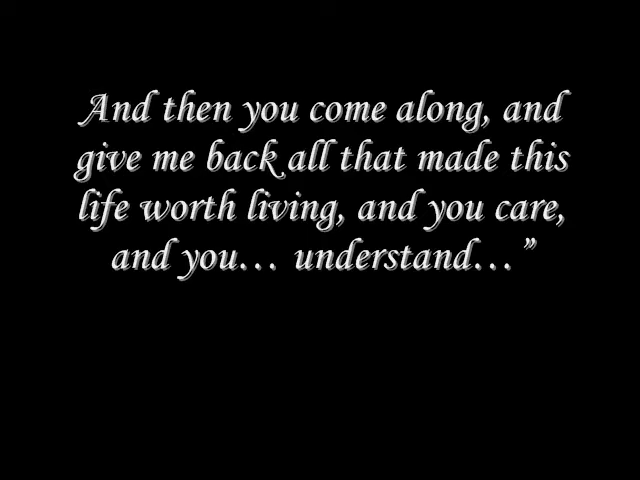 And then you come along, and
give me back all that made this
life worth living, and you care,
and you… understand…”